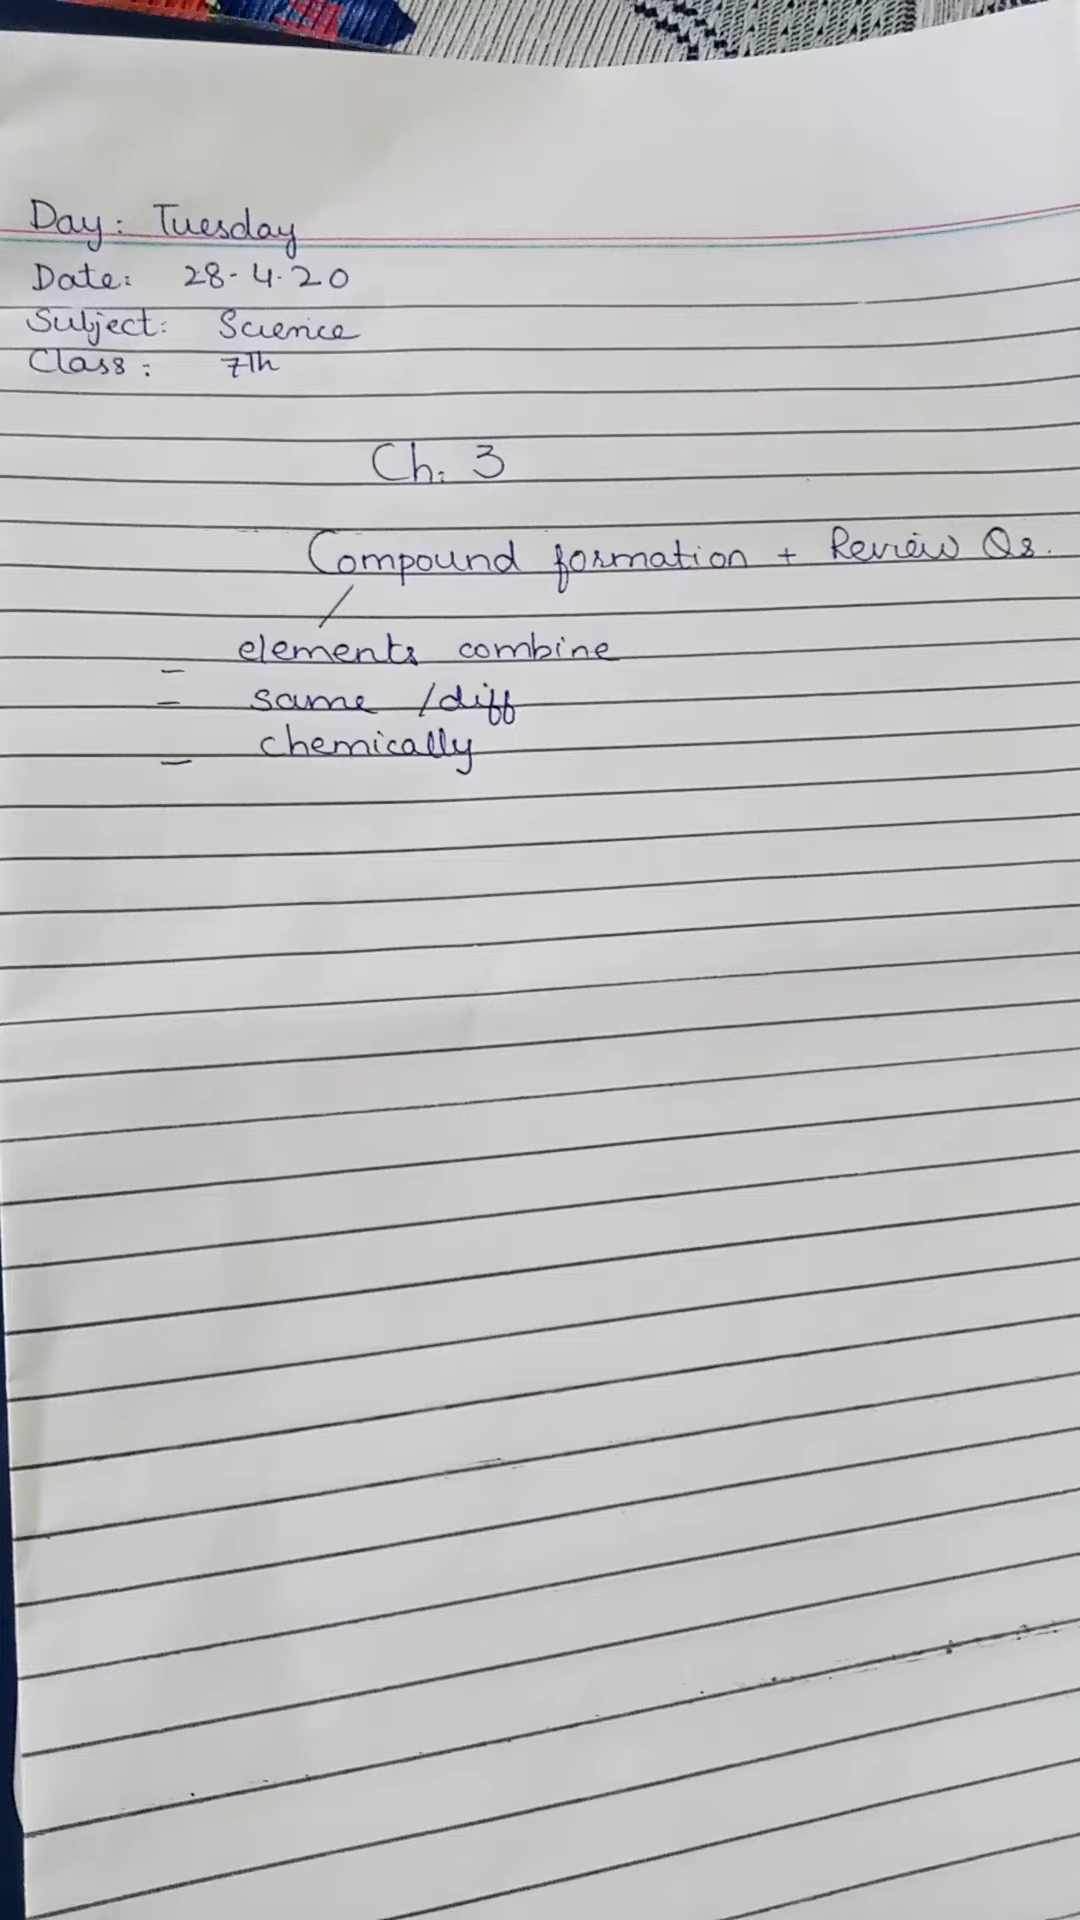 Day: Tuesday
Date: 28-4-20
Subject: Science
Class: 7Th
Ch. 3
Compound formation + Review Qs.
- elements combine
- same /diff
- chemically